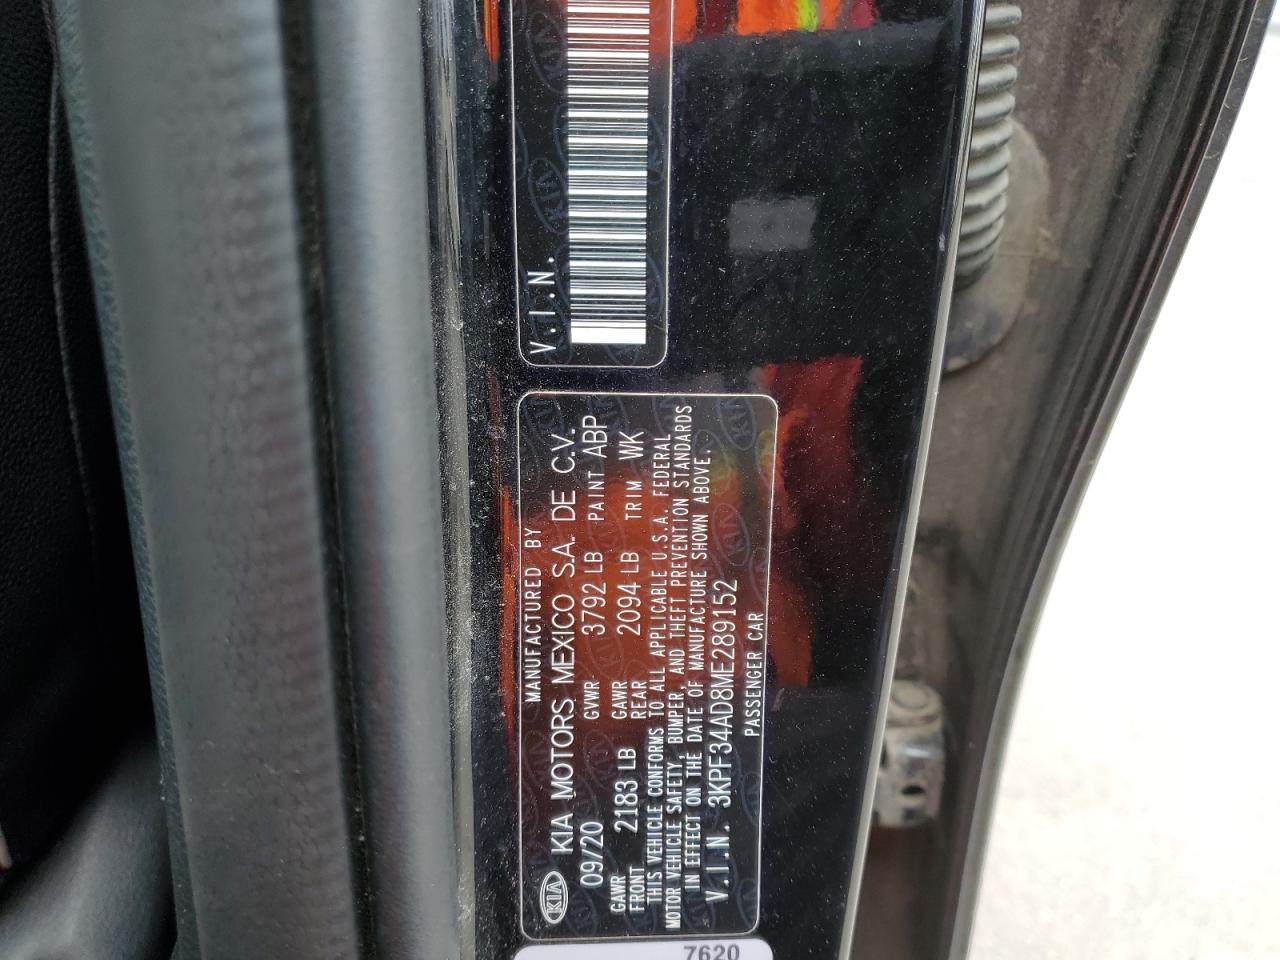 V.I.N.
MANUFACTURED BY
KIA KIA MOTORS MEXICO S.A. DE C.V.
09/20 GVWR 3792 LB PAINT ABP
GAWR FRONT 2183 LB GAWR REAR 2094 LB TRIM WK
THIS VEHICLE CONFORMS TO ALL APPLICABLE U.S.A. FEDERAL
MOTOR VEHICLE SAFETY, BUMPER, AND THEFT PREVENTION STANDARDS
IN EFFECT ON THE DATE OF MANUFACTURE SHOWN ABOVE.
V.I.N. 3KPF34AD8ME289152
PASSENGER CAR
7620